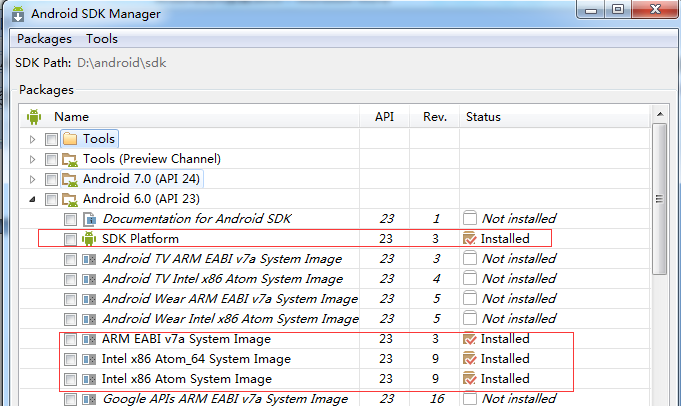 Android SDK Manager
Packages Tools
SDK Path: D:\android\sdk
Packages
Name API Rev. Status
Tools
Tools (Preview Channel)
Android 7.0 (API 24)
Android 6.0 (API 23)
Documentation for Android SDK 23 1 Not installed
SDK Platform 23 3 Installed
Android TV ARM EABI v7a System Image 23 3 Not installed
Android TV Intel x86 Atom System Image 23 4 Not installed
Android Wear ARM EABI v7a System Image 23 5 Not installed
Android Wear Intel x86 Atom System Image 23 5 Not installed
ARM EABI v7a System Image 23 3 Installed
Intel x86 Atom_64 System Image 23 9 Installed
Intel x86 Atom System Image 23 9 Installed
Google APIs ARM EABI v7a System Image 23 16 Not installed